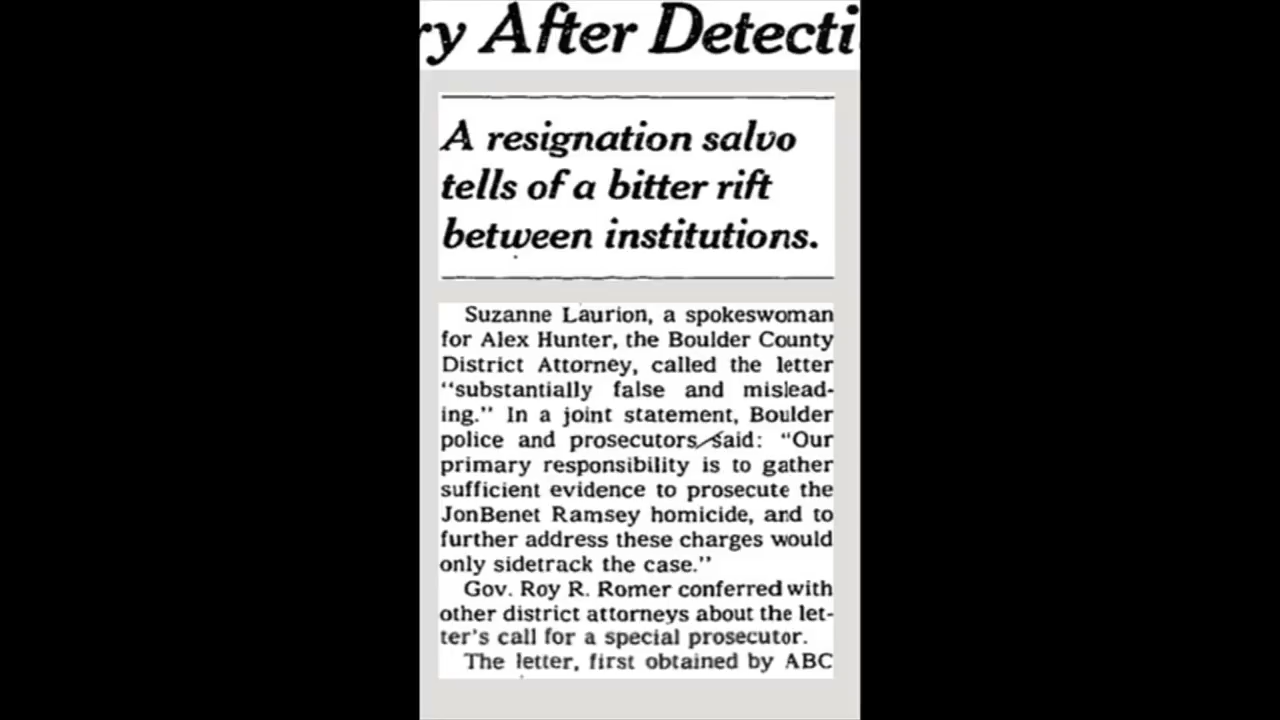 ry After Detecti
A resignation salvo
tells of a bitter rift
between institutions.
Suzanne Laurion, a spokeswoman
for Alex Hunter, the Boulder County
District Attorney, called the letter
“substantially false and mislead-
ing.” In a joint statement, Boulder
police and prosecutors said: “Our
primary responsibility is to gather
sufficient evidence to prosecute the
JonBenet Ramsey homicide, and to
further address these charges would
only sidetrack the case.”
Gov. Roy R. Romer conferred with
other district attorneys about the let-
ter's call for a special prosecutor.
The letter, first obtained by ABC